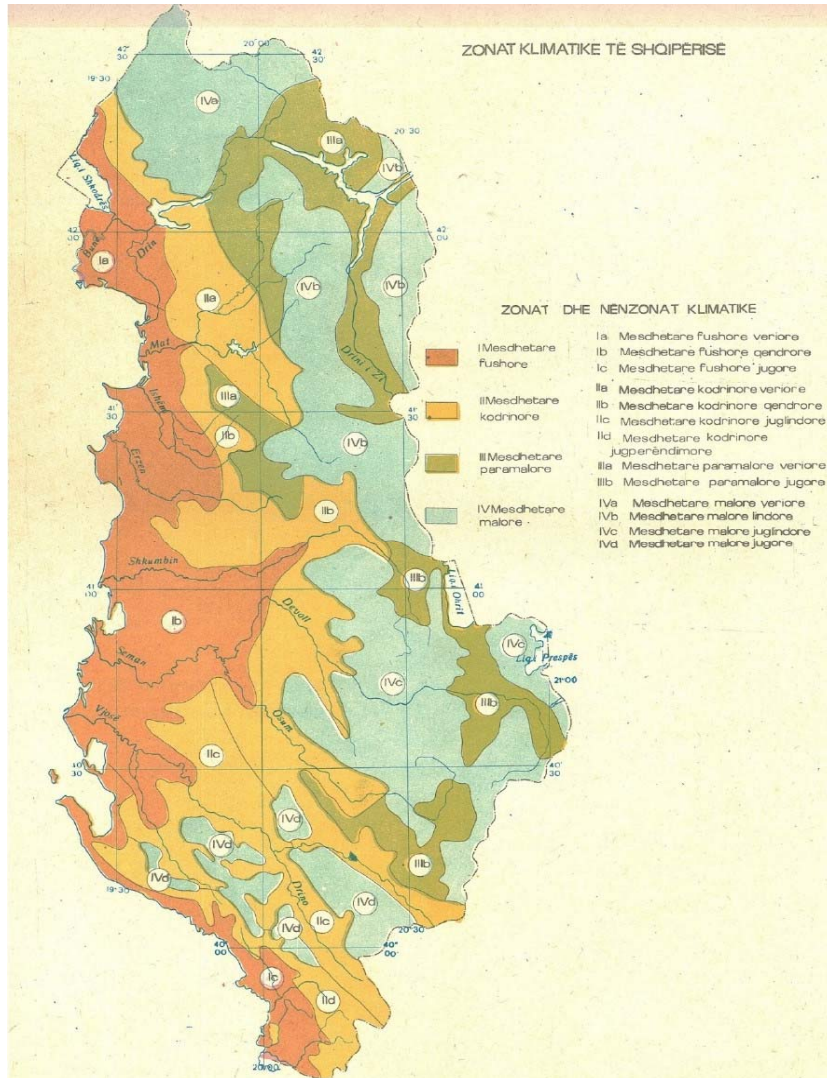 ZONAT KLIMATIKE TË SHQIPËRISË
42 30
20°00
42 30'
19°30
IVa
IIIa
20°30
IVb
Liq.i Shkodrës
42 00
42 00
Bunë
Drin
Ia
IVb
IVb
IIa
Mat
Drini i Zi
Ishëm
IIIa
41 30
41 30
IIb
IVb
Erzen
IIb
Shkumbin
41 00
IIIb
Liq.i Ohrit
41 00
Ib
Devoll
IVc
Liq.i Prespës
Seman
IVc
21°00
IIIb
Vjosë
Osum
IIc
40 30
40° 30
IVd
IVd
IIIb
IVd
19°30
Drino
IVd
IVd
IIc
20°30
40° 00
40° 00'
Ic
IId
20°00
ZONAT DHE NËNZONAT KLIMATIKE
I Mesdhetare
fushore
II Mesdhetare
kodrinore
III Mesdhetare
paramalore
IV Mesdhetare
malore
Ia Mesdhetare fushore veriore
Ib Mesdhetare fushore qendrore
Ic Mesdhetare fushore jugore
IIa Mesdhetare kodrinore veriore
IIb Mesdhetare kodrinore qendrore
IIc Mesdhetare kodrinore juglindore
IId Mesdhetare kodrinore
jugperëndimore
IIIa Mesdhetare paramalore veriore
IIIb Mesdhetare paramalore jugore
IVa Mesdhetare malore veriore
IVb Mesdhetare malore lindore
IVc Mesdhetare malore juglindore
IVd Mesdhetare malore jugore